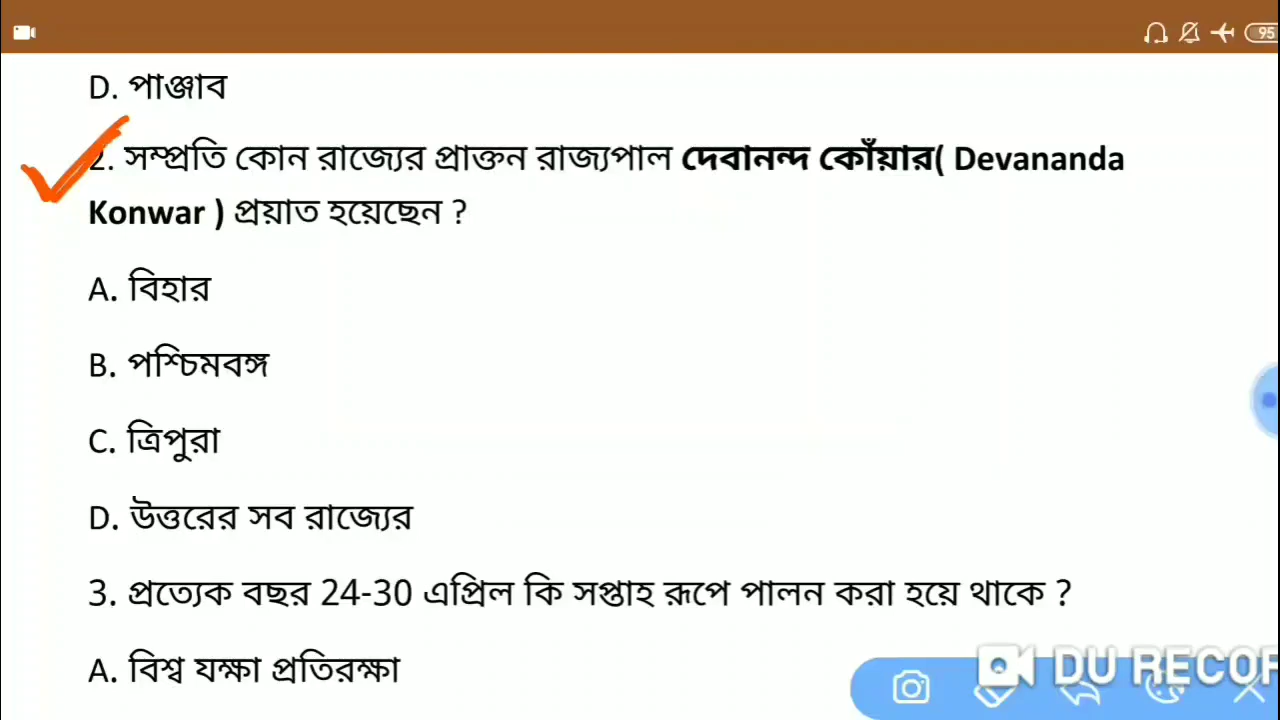 95
D. পাঞ্জাব
2. সম্প্রতি কোন রাজ্যের প্রাক্তন রাজ্যপাল দেবানন্দ কোঁয়ার( Devananda
Konwar ) প্রয়াত হয়েছেন ?
A. বিহার
B. পশ্চিমবঙ্গ
C. ত্রিপুরা
D. উত্তরের সব রাজ্যের
3. প্রত্যেক বছর 24-30 এপ্রিল কি সপ্তাহ রূপে পালন করা হয়ে থাকে ?
A. বিশ্ব যক্ষা প্রতিরক্ষা
DU RECOR